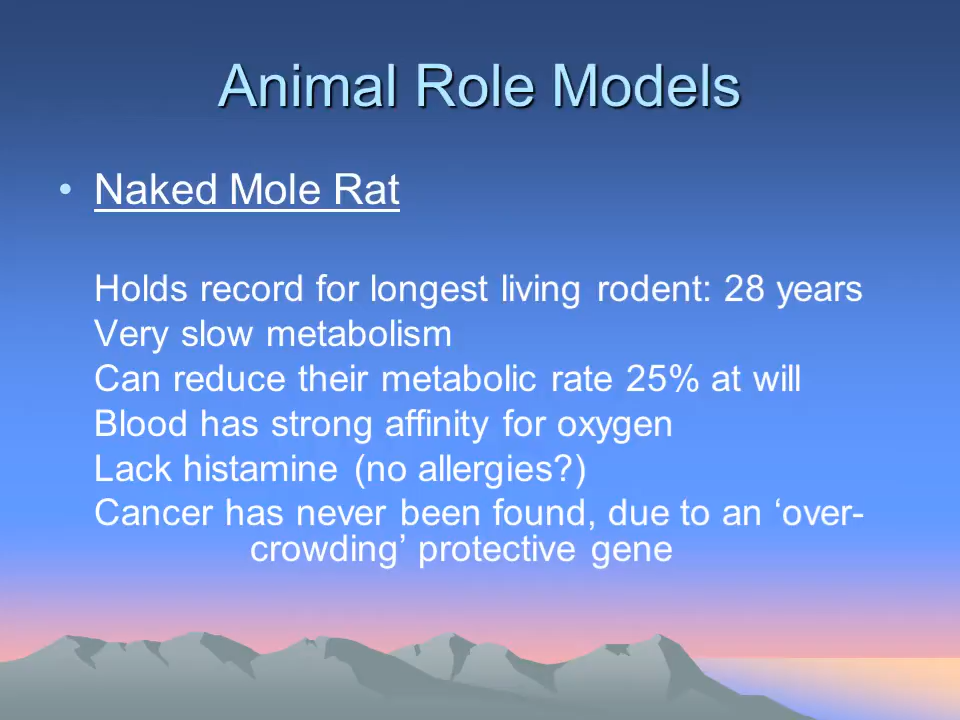 Animal Role Models
• Naked Mole Rat
Holds record for longest living rodent: 28 years
Very slow metabolism
Can reduce their metabolic rate 25% at will
Blood has strong affinity for oxygen
Lack histamine (no allergies?)
Cancer has never been found, due to an ‘over-
crowding’ protective gene